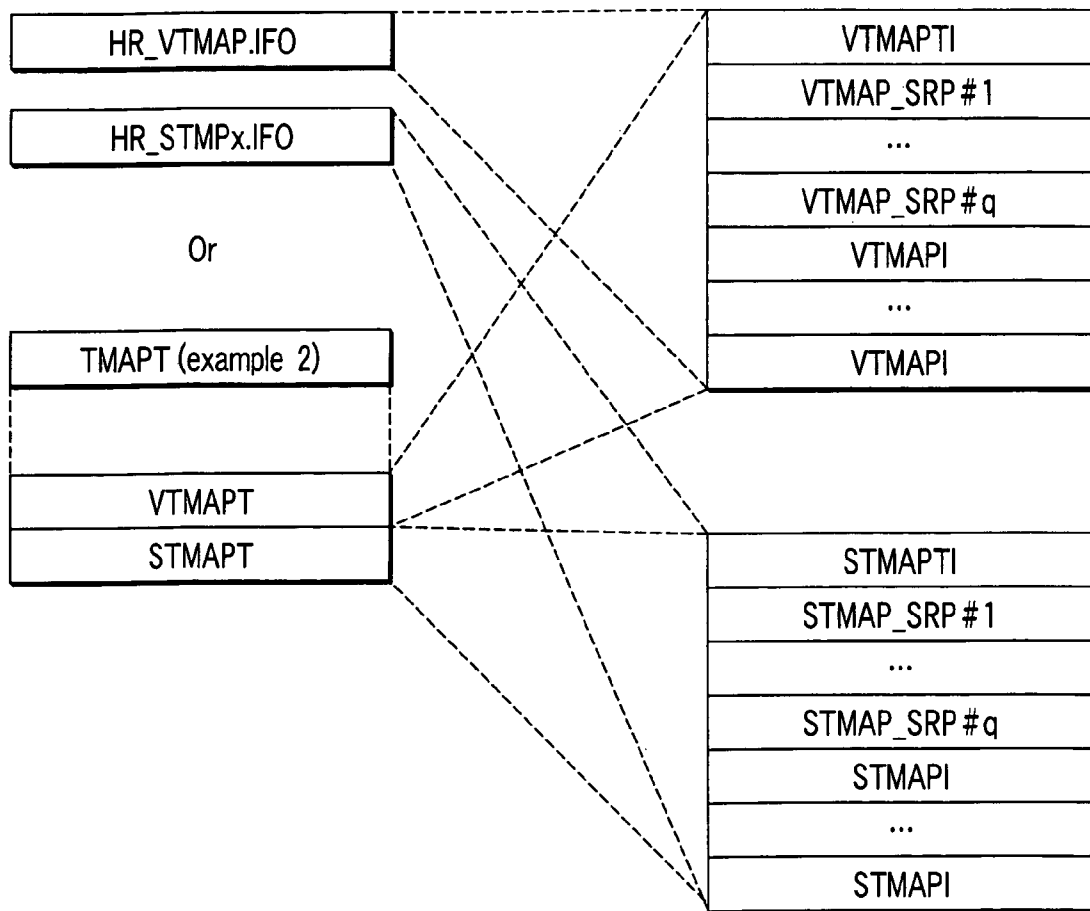 HR_VTMAP.IFO
HR_STMPx.IFO
Or
TMAPT (example 2)
VTMAPT
STMAPT
VTMAPTI
VTMAP_SRP#1
...
VTMAP_SRP#q
VTMAPI
...
VTMAPI
STMAPTI
STMAP_SRP#1
...
STMAP_SRP#q
STMAPI
...
STMAPI